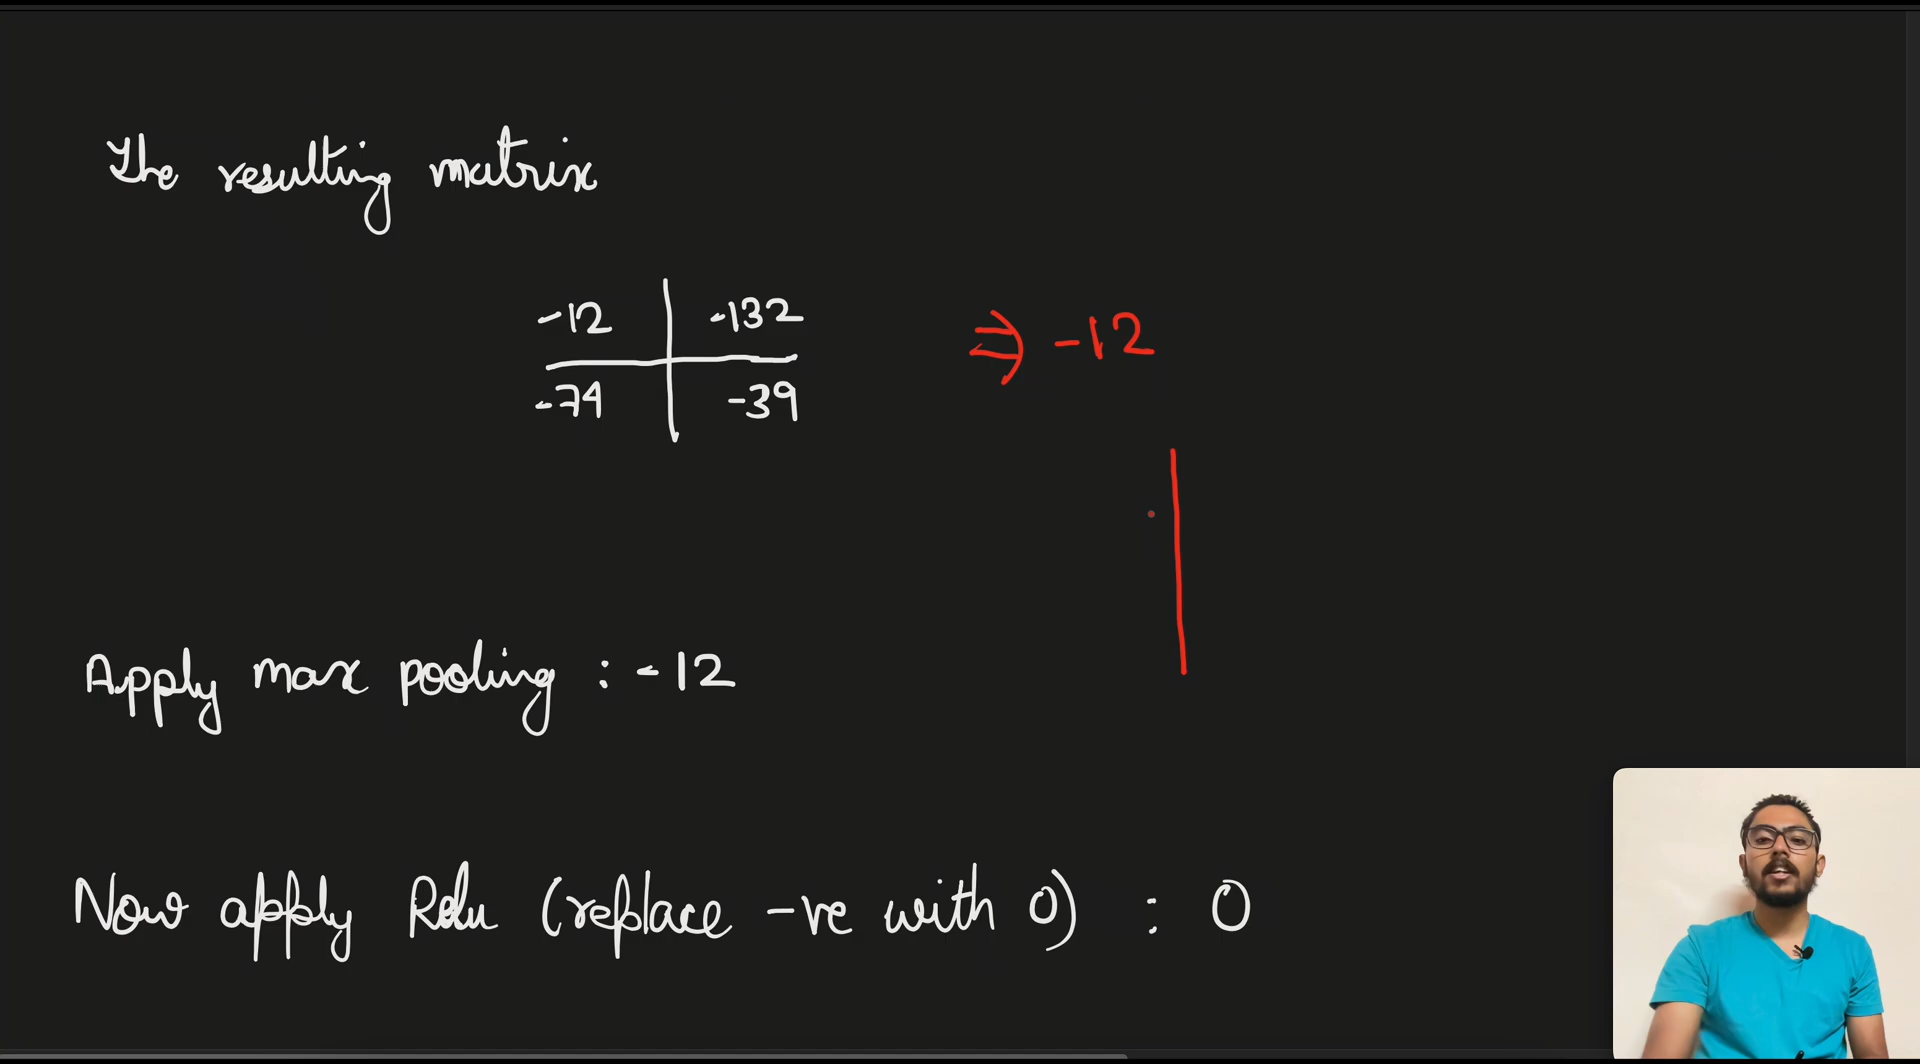 The resulting matrix
-12 -132 ⇒ -12
-74 -39
Apply max pooling : -12
Now apply Relu (replace -ve with 0) : 0